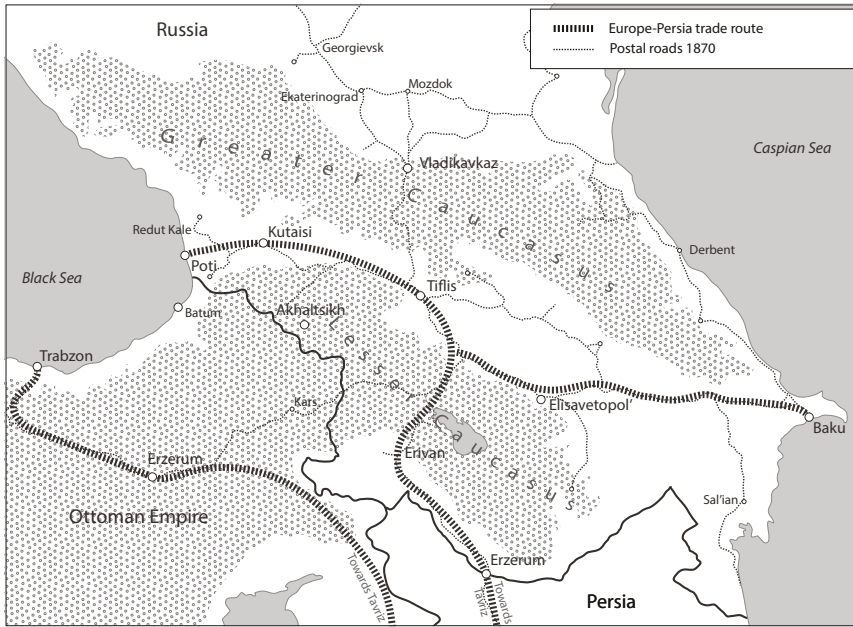 Russia
Europe-Persia trade route
Postal roads 1870
Georgievsk
Mozdok
Ekaterinograd
Greater Caucasus
Vladikavkaz
Caspian Sea
Redut Kale
Kutaisi
Derbent
Poti
Black Sea
Tiflis
Batum
Akhaltsikh
Lesser Caucasus
Trabzon
Kars
Elisavetopol'
Baku
Erivan
Erzerum
Sal'ian
Ottoman Empire
Erzerum
Towards Tavriz
Towards
Tavriz
Persia